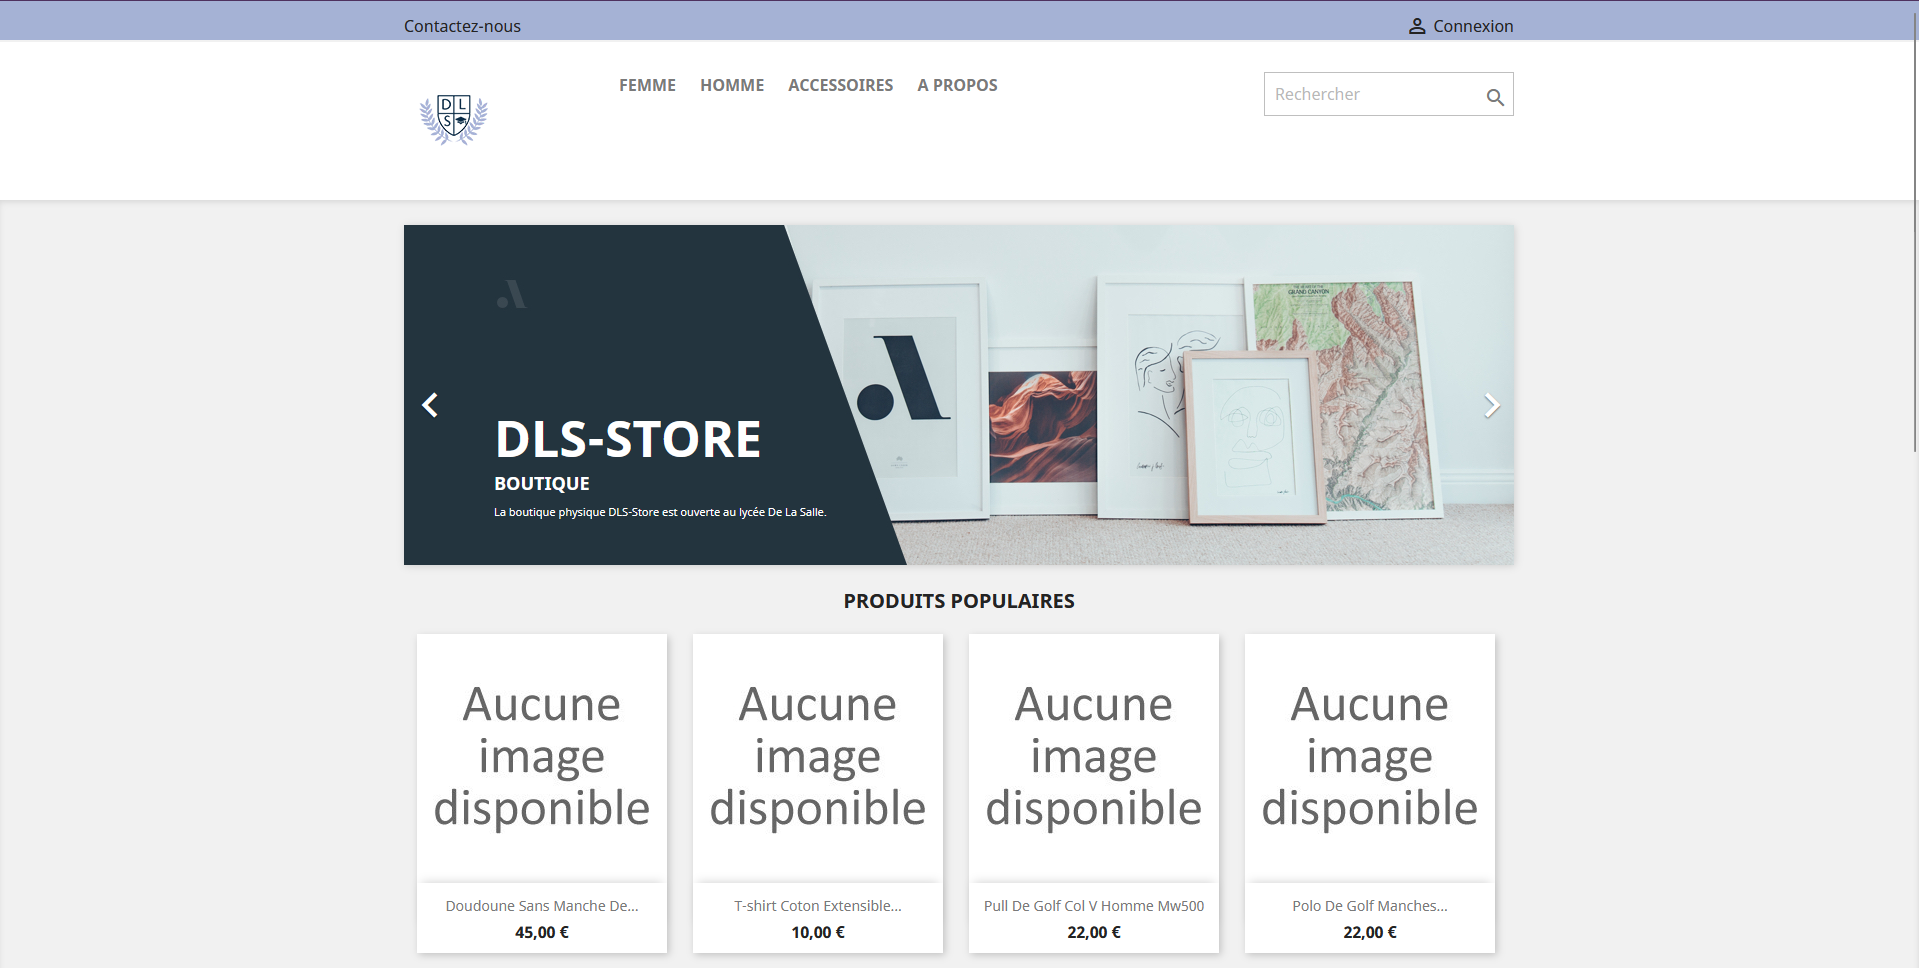 Contactez-nous
Connexion
D L
S
FEMME HOMME ACCESSOIRES A PROPOS
Rechercher
GRAND CANYON
DLS-STORE
BOUTIQUE
La boutique physique DLS-Store est ouverte au lycée De La Salle.
PRODUITS POPULAIRES
Aucune
image
disponible
Doudoune Sans Manche De...
45,00 €
Aucune
image
disponible
T-shirt Coton Extensible...
10,00 €
Aucune
image
disponible
Pull De Golf Col V Homme Mw500
22,00 €
Aucune
image
disponible
Polo De Golf Manches...
22,00 €